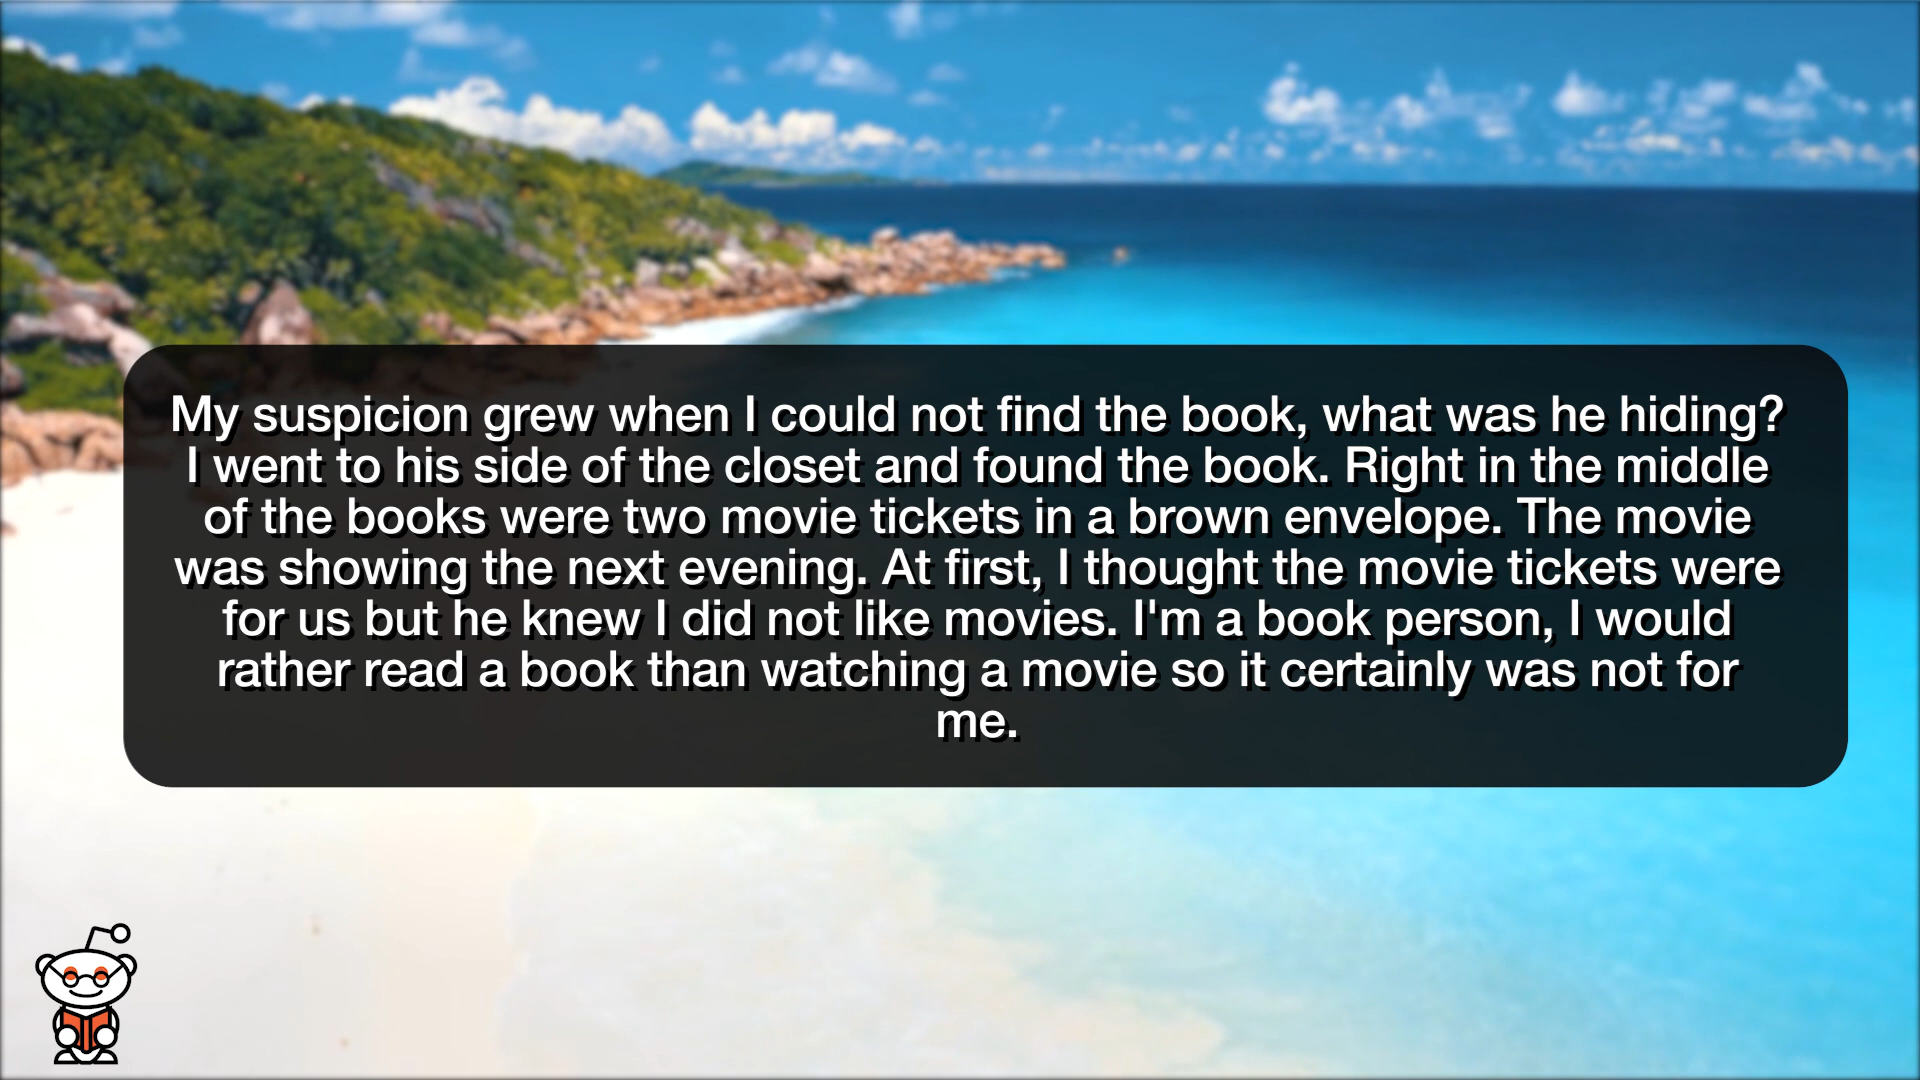 My suspicion grew when I could not find the book, what was he hiding?
I went to his side of the closet and found the book. Right in the middle
of the books were two movie tickets in a brown envelope. The movie
was showing the next evening. At first, I thought the movie tickets were
for us but he knew I did not like movies. I'm a book person, I would
rather read a book than watching a movie so it certainly was not for
me.